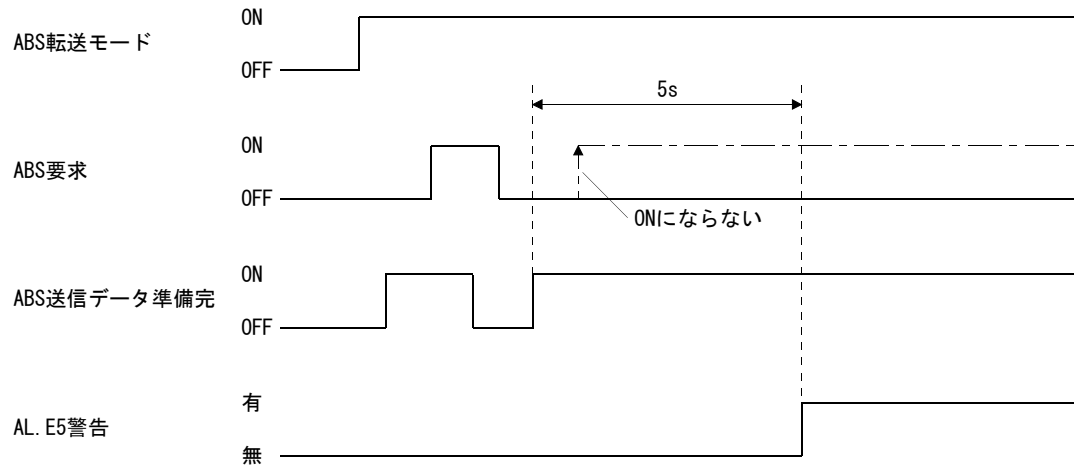 ON
ABS転送モード
OFF
5s
ON
ABS要求
OFF
ONにならない
ON
ABS送信データ準備完
OFF
有
AL.E5警告
無